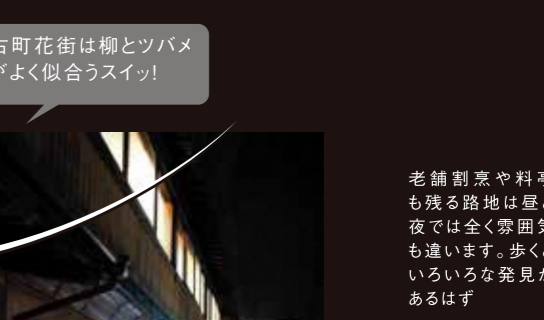 古町花街は柳とツバメ
がよく似合うスイッ!
老舗割烹や料亭
も残る路地は昼と
夜では全く雰囲気
も違います。歩くと
いろいろな発見が
あるはず